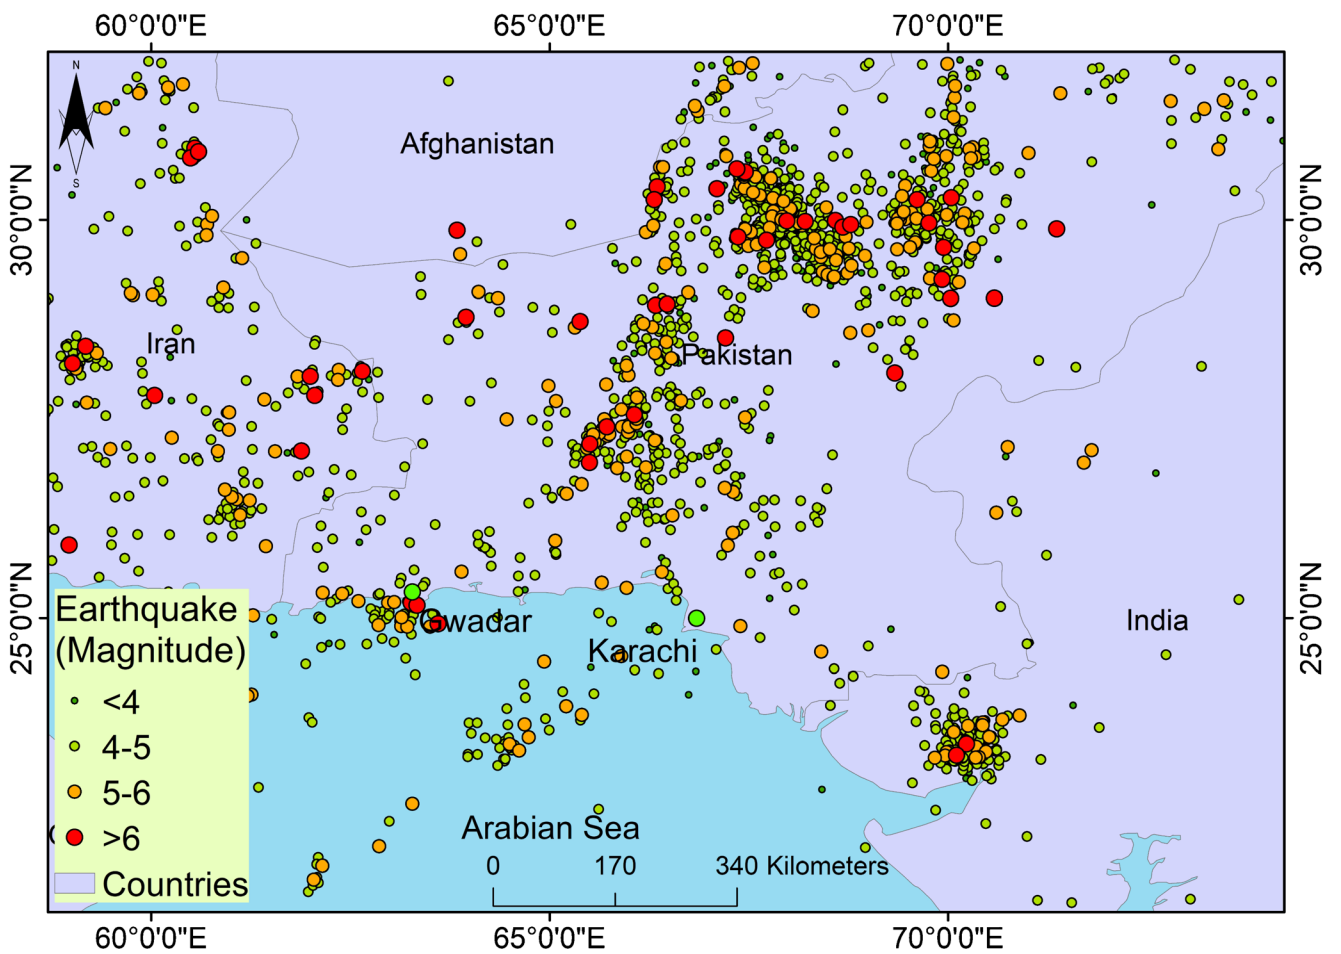 60°0'0"E 65°0'0"E 70°0'0"E
N
S
30°0'0"N
30°0'0"N
25°0'0"N
25°0'0"N
Afghanistan
Iran
Pakistan
Gwadar
Karachi
India
Arabian Sea
0 170 340 Kilometers
Earthquake
(Magnitude)
<4
4-5
5-6
>6
Countries
60°0'0"E 65°0'0"E 70°0'0"E